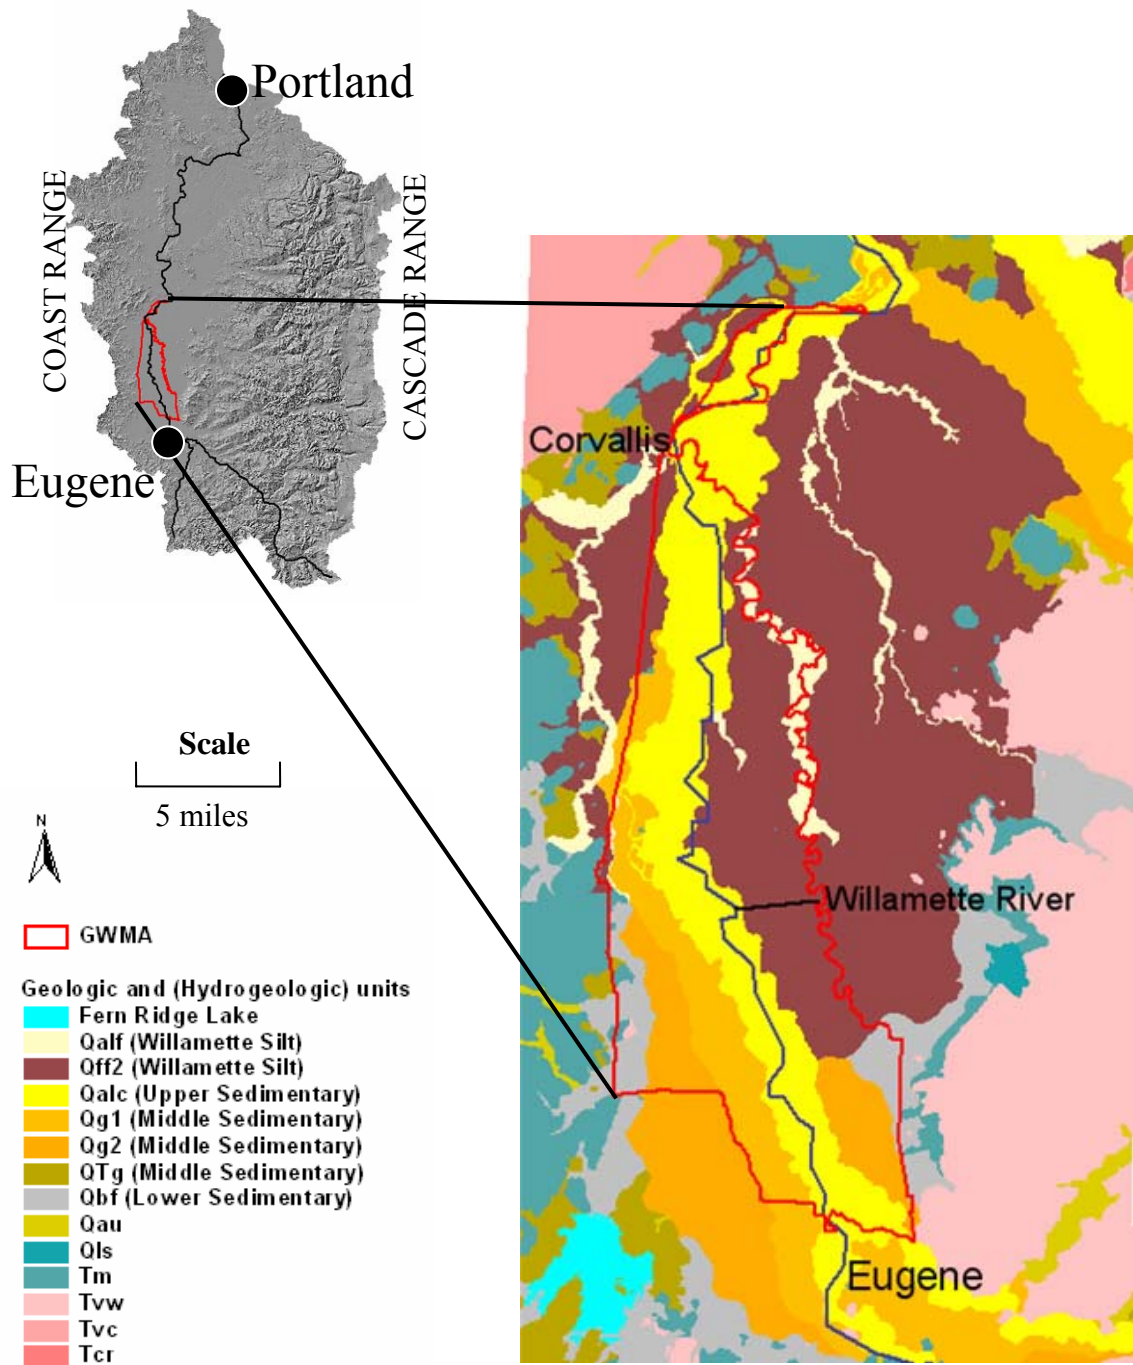 Portland
COAST RANGE
CASCADE RANGE
Eugene
Corvallis
Willamette River
Eugene
Scale
5 miles
N
GWMA
Geologic and (Hydrogeologic) units
Fern Ridge Lake
Qalf (Willamette Silt)
Qff2 (Willamette Silt)
Qalc (Upper Sedimentary)
Qg1 (Middle Sedimentary)
Qg2 (Middle Sedimentary)
QTg (Middle Sedimentary)
Qbf (Lower Sedimentary)
Qau
Qls
Tm
Tvw
Tvc
Tcr